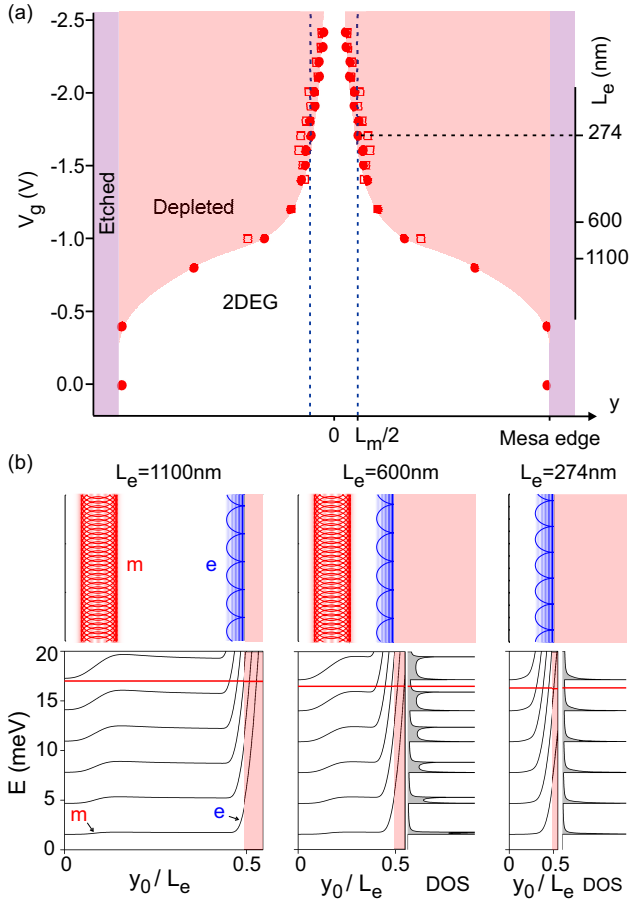 (a)
-2.5
-2.0
-1.5
-1.0
-0.5
0.0
V_g (V)
Etched
Depleted
2DEG
L_e (nm)
274
600
1100
y
0
L_m/2
Mesa edge
(b)
L_e=1100nm
L_e=600nm
L_e=274nm
m
e
20
15
10
5
0
E (meV)
m
e
0
0.5
0
0.5
0
0.5
y_0 / L_e
y_0 / L_e
DOS
y_0 / L_e
DOS